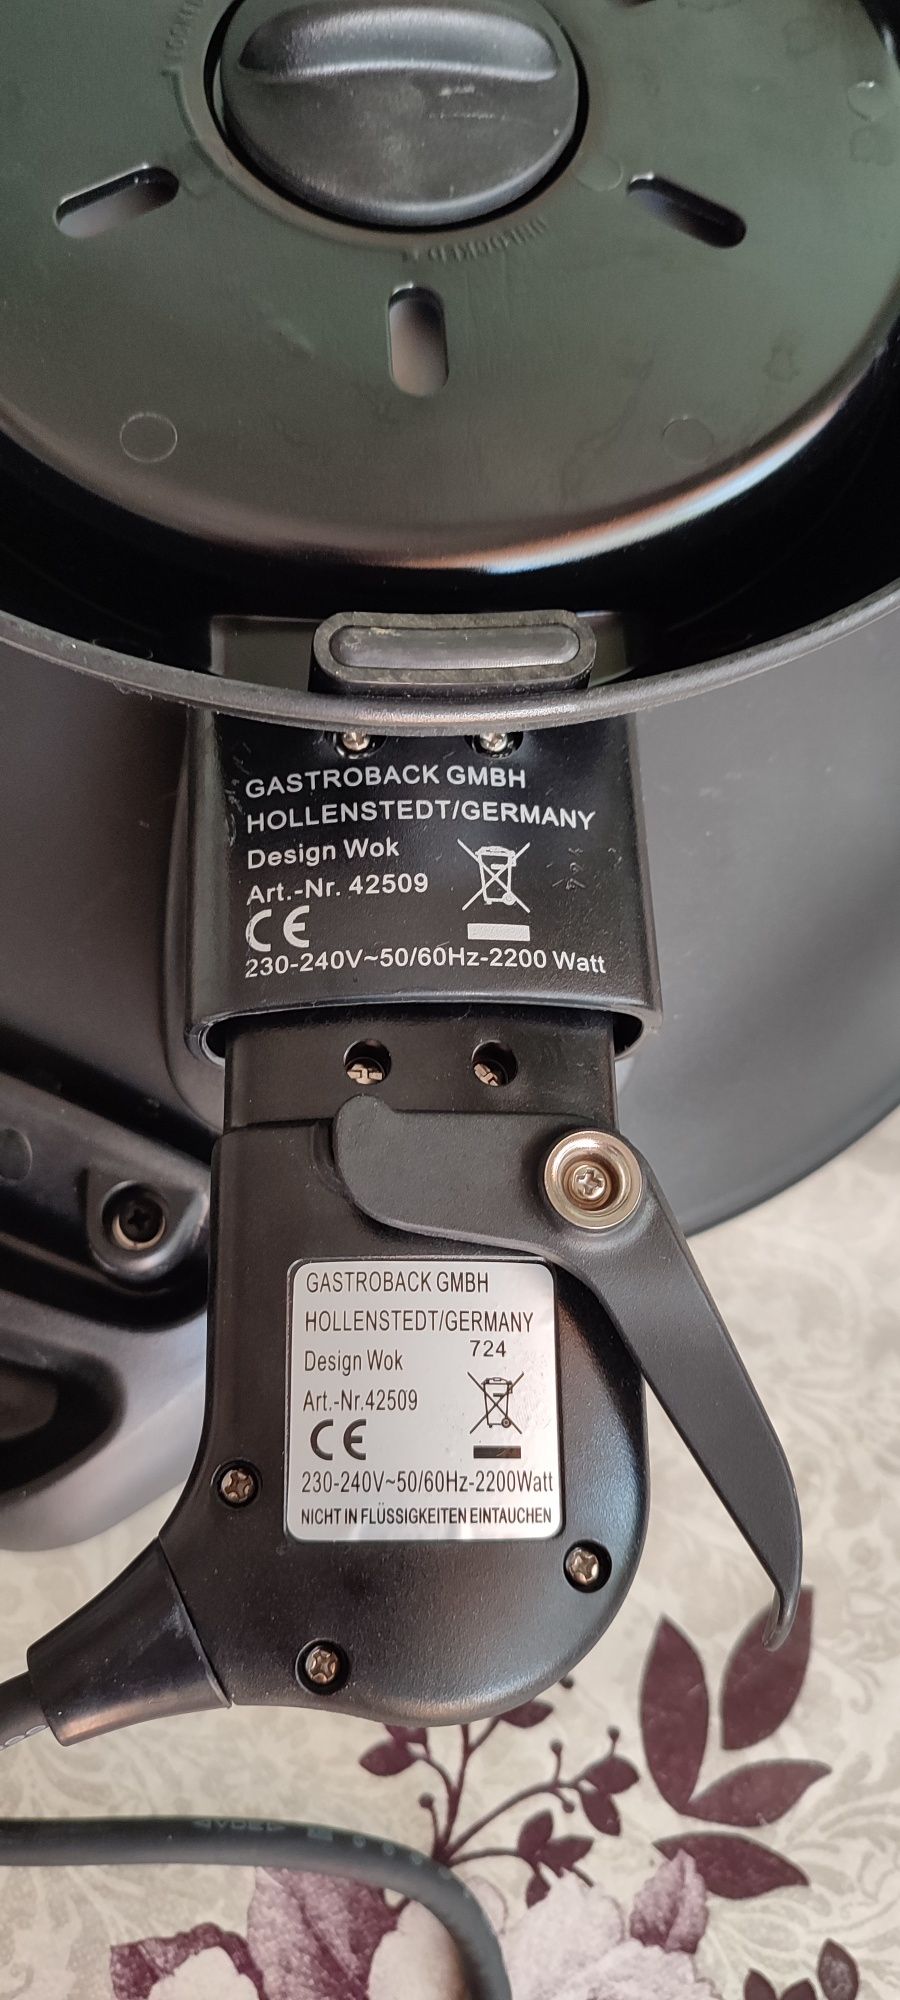 UNLOCKED
GASTROBACK GMBH
HOLLENSTEDT/GERMANY
Design Wok
Art.-Nr. 42509
CE
230-240V~50/60Hz-2200 Watt
GASTROBACK GMBH
HOLLENSTEDT/GERMANY
724
Design Wok
Art.-Nr.42509
CE
230-240V~50/60Hz-2200Watt
NICHT IN FLÜSSIGKEITEN EINTAUCHEN